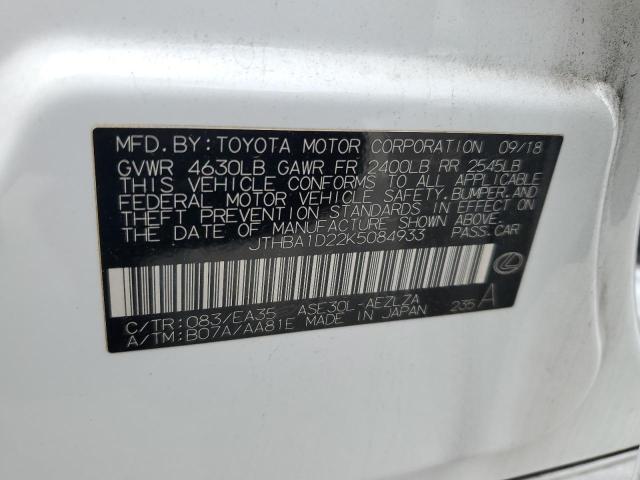 MFD.BY:TOYOTA MOTOR CORPORATION 09/18
GVWR 4630LB GAWR FR 2400LB RR 2545LB
THIS VEHICLE CONFORMS TO ALL APPLICABLE
FEDERAL MOTOR VEHICLE SAFETY,BUMPER,AND
THEFT PREVENTION STANDARDS IN EFFECT ON
THE DATE OF MANUFACTURE SHOWN ABOVE.
JTHBA1D22K5084933 PASS.CAR
C/TR:083/EA35 ASE30L-AEZLZA 235 A
A/TM:B07A/AA81E MADE IN JAPAN